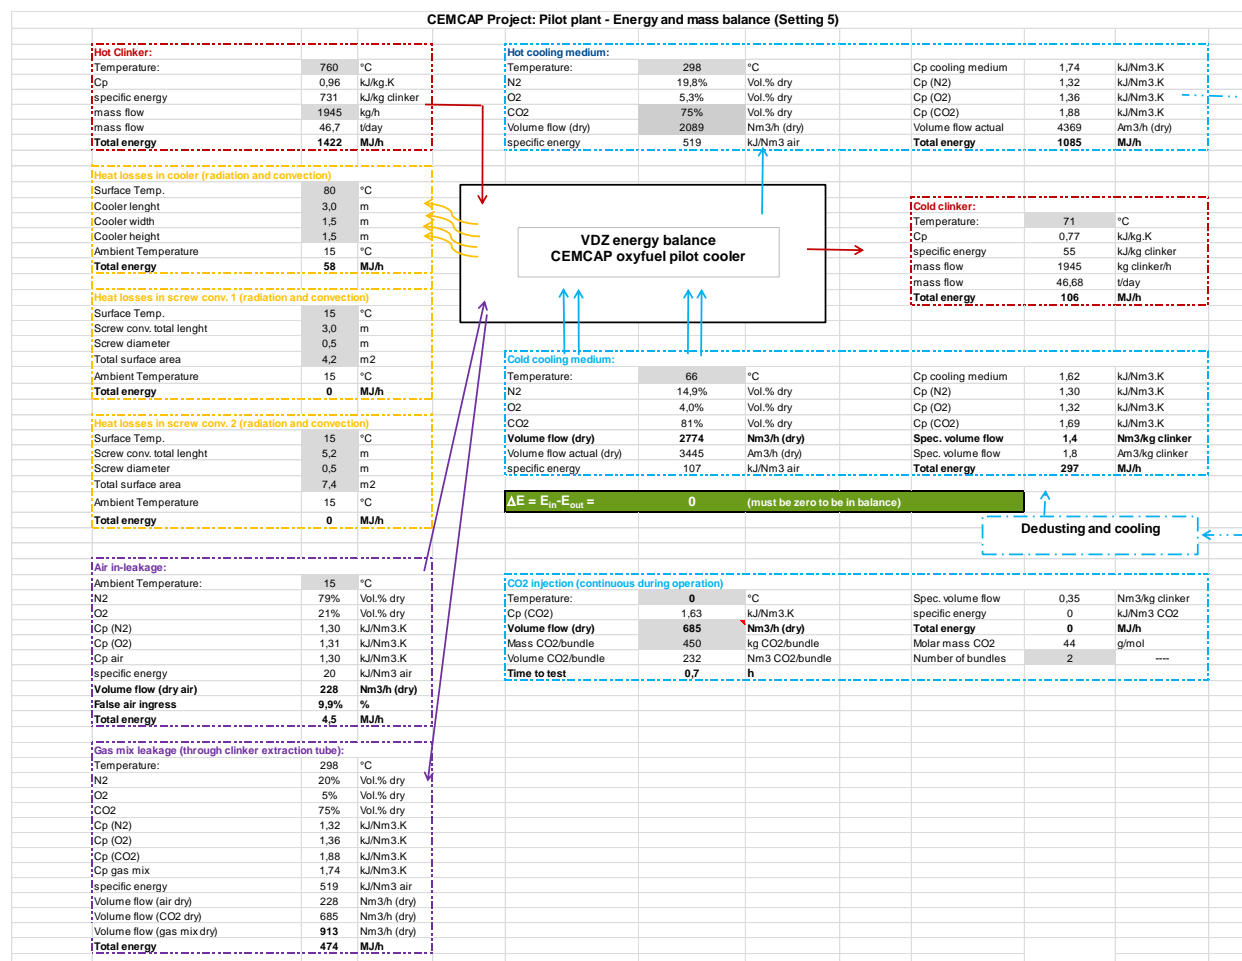 CEMCAP Project: Pilot plant - Energy and mass balance (Setting 5)
Hot Clinker:
Temperature: 760 °C
Cp 0,96 kJ/kg.K
specific energy 731 kJ/kg clinker
mass flow 1945 kg/h
mass flow 46,7 t/day
Total energy 1422 MJ/h
Hot cooling medium:
Temperature: 298 °C Cp cooling medium 1,74 kJ/Nm3.K
N2 19,8% Vol.% dry Cp (N2) 1,32 kJ/Nm3.K
O2 5,3% Vol.% dry Cp (O2) 1,36 kJ/Nm3.K
CO2 75% Vol.% dry Cp (CO2) 1,88 kJ/Nm3.K
Volume flow (dry) 2089 Nm3/h (dry) Volume flow actual 4369 Am3/h (dry)
specific energy 519 kJ/Nm3 air Total energy 1085 MJ/h
Heat losses in cooler (radiation and convection)
Surface Temp. 80 °C
Cooler lenght 3,0 m
Cooler width 1,5 m
Cooler height 1,5 m
Ambient Temperature 15 °C
Total energy 58 MJ/h
VDZ energy balance
CEMCAP oxyfuel pilot cooler
Cold clinker:
Temperature: 71 °C
Cp 0,77 kJ/kg.K
specific energy 55 kJ/kg clinker
mass flow 1945 kg clinker/h
mass flow 46,68 t/day
Total energy 106 MJ/h
Heat losses in screw conv. 1 (radiation and convection)
Surface Temp. 15 °C
Screw conv. total lenght 3,0 m
Screw diameter 0,5 m
Total surface area 4,2 m2
Ambient Temperature 15 °C
Total energy 0 MJ/h
Cold cooling medium:
Temperature: 66 °C Cp cooling medium 1,62 kJ/Nm3.K
N2 14,9% Vol.% dry Cp (N2) 1,30 kJ/Nm3.K
O2 4,0% Vol.% dry Cp (O2) 1,32 kJ/Nm3.K
CO2 81% Vol.% dry Cp (CO2) 1,69 kJ/Nm3.K
Volume flow (dry) 2774 Nm3/h (dry) Spec. volume flow 1,4 Nm3/kg clinker
Volume flow actual (dry) 3445 Am3/h (dry) Spec. volume flow 1,8 Am3/kg clinker
specific energy 107 kJ/Nm3 air Total energy 297 MJ/h
Heat losses in screw conv. 2 (radiation and convection)
Surface Temp. 15 °C
Screw conv. total lenght 5,2 m
Screw diameter 0,5 m
Total surface area 7,4 m2
Ambient Temperature 15 °C
Total energy 0 MJ/h
ΔE = Ein-Eout = 0 (must be zero to be in balance)
Dedusting and cooling
Air in-leakage:
Ambient Temperature: 15 °C
N2 79% Vol.% dry
O2 21% Vol.% dry
Cp (N2) 1,30 kJ/Nm3.K
Cp (O2) 1,31 kJ/Nm3.K
Cp air 1,30 kJ/Nm3.K
specific energy 20 kJ/Nm3 air
Volume flow (dry air) 228 Nm3/h (dry)
False air ingress 9,9% %
Total energy 4,5 MJ/h
CO2 injection (continuous during operation)
Temperature: 0 °C Spec. volume flow 0,35 Nm3/kg clinker
Cp (CO2) 1,63 kJ/Nm3.K specific energy 0 kJ/Nm3 CO2
Volume flow (dry) 685 Nm3/h (dry) Total energy 0 MJ/h
Mass CO2/bundle 450 kg CO2/bundle Molar mass CO2 44 g/mol
Volume CO2/bundle 232 Nm3 CO2/bundle Number of bundles 2 ----
Time to test 0,7 h
Gas mix leakage (through clinker extraction tube):
Temperature: 298 °C
N2 20% Vol.% dry
O2 5% Vol.% dry
CO2 75% Vol.% dry
Cp (N2) 1,32 kJ/Nm3.K
Cp (O2) 1,36 kJ/Nm3.K
Cp (CO2) 1,88 kJ/Nm3.K
Cp gas mix 1,74 kJ/Nm3.K
specific energy 519 kJ/Nm3 air
Volume flow (air dry) 228 Nm3/h (dry)
Volume flow (CO2 dry) 685 Nm3/h (dry)
Volume flow (gas mix dry) 913 Nm3/h (dry)
Total energy 474 MJ/h